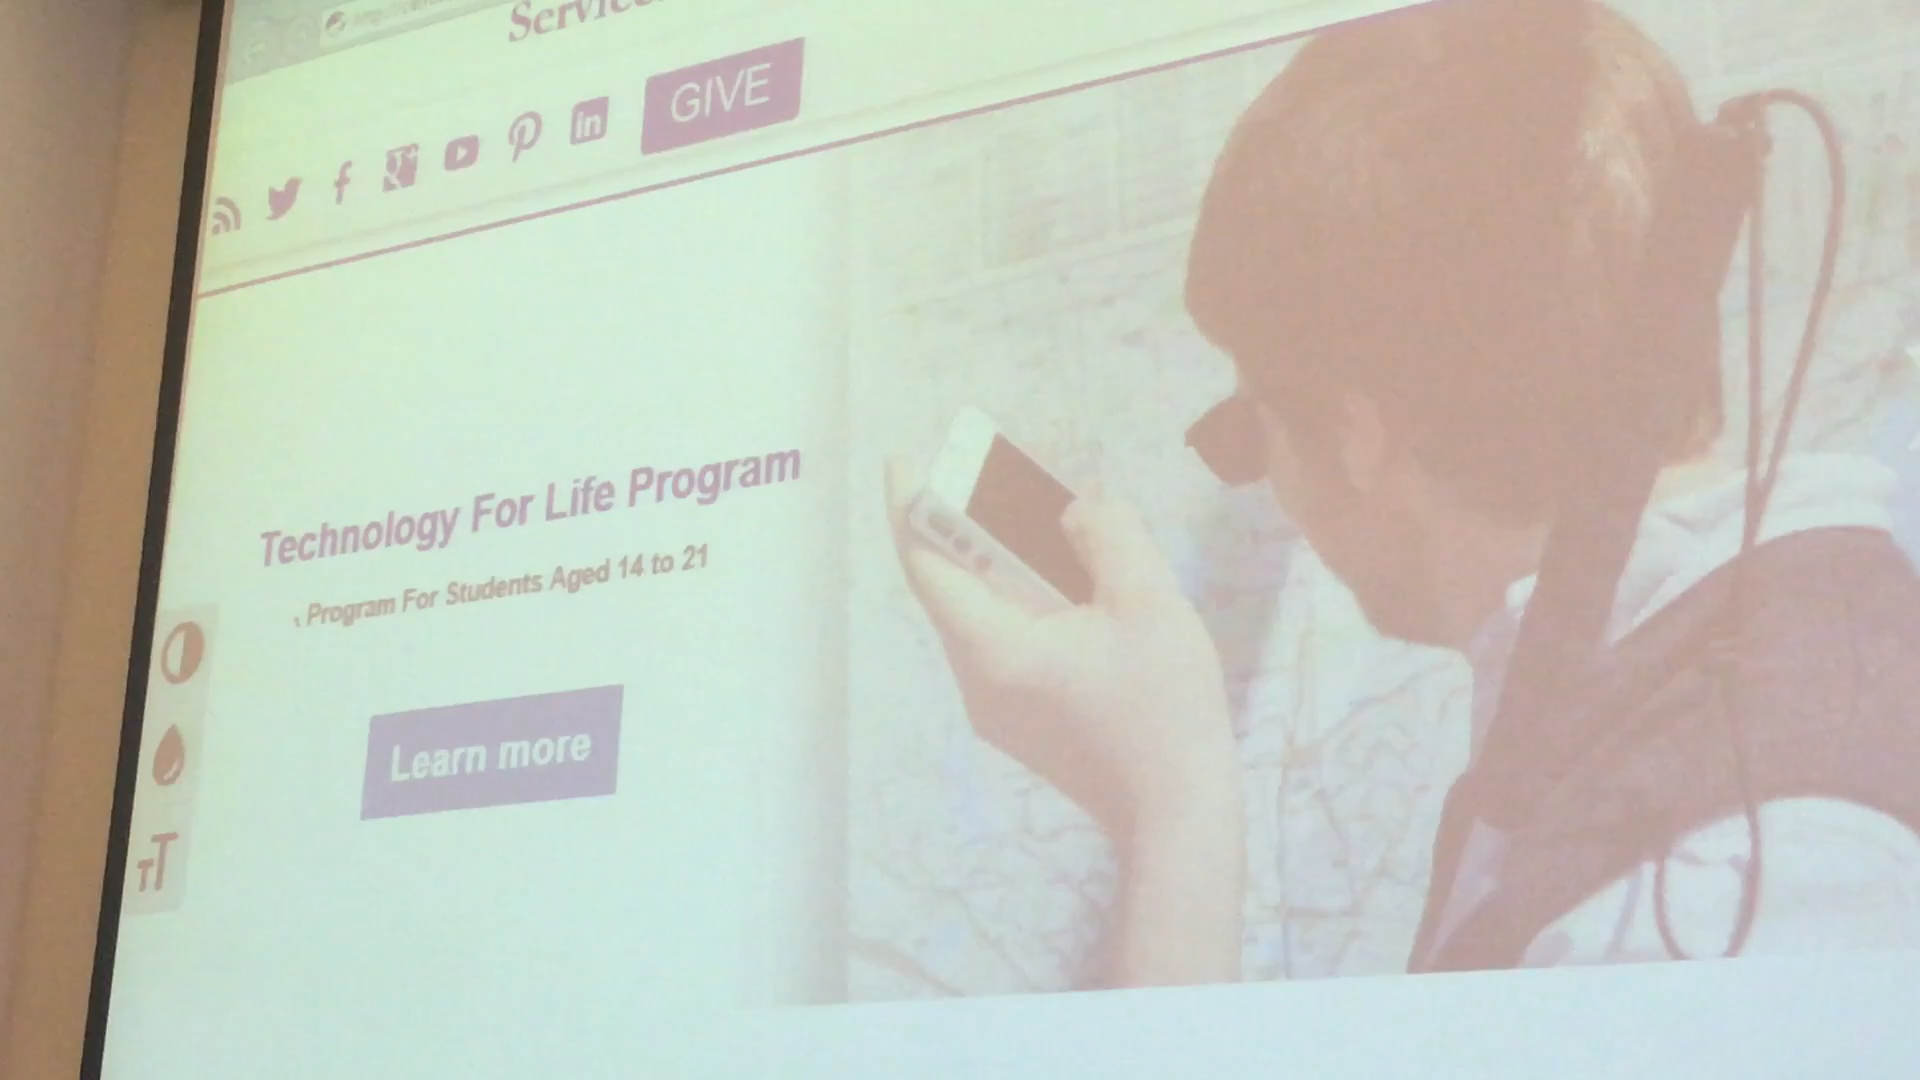 GIVE
Technology For Life Program
Program For Students Aged 14 to 21
Learn more